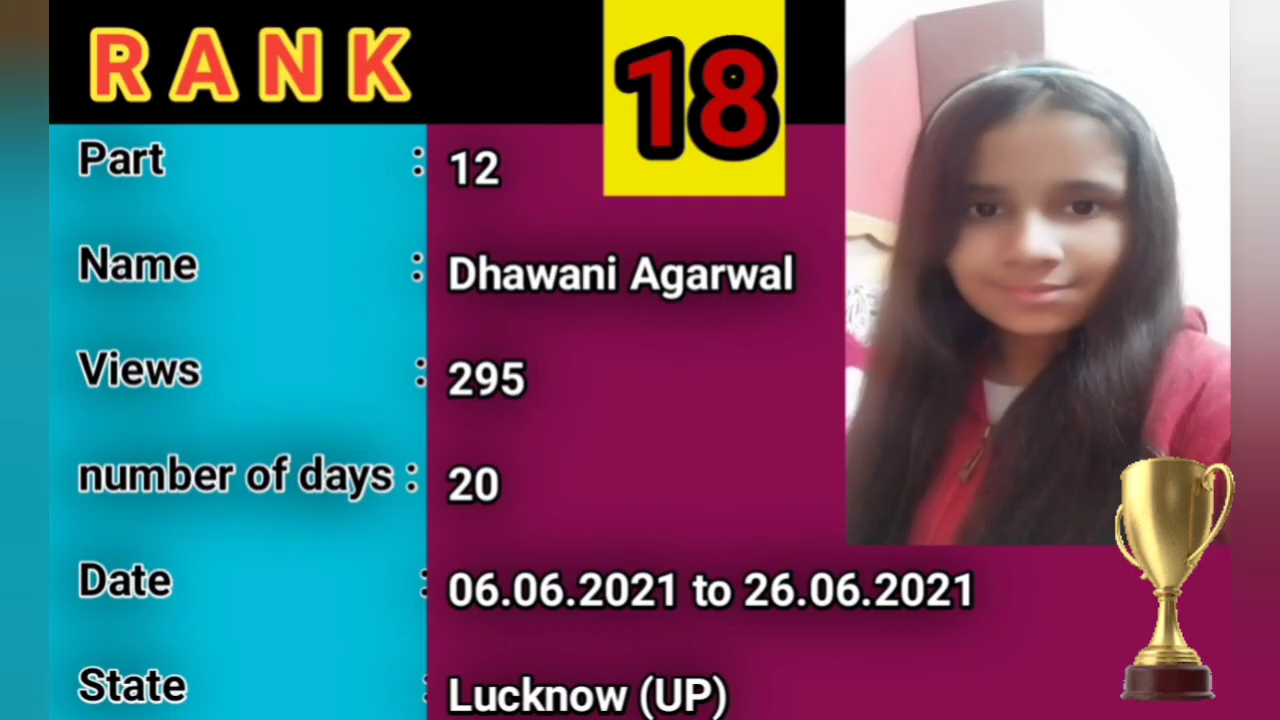 RANK 18
Part : 12
Name : Dhawani Agarwal
Views : 295
number of days : 20
Date : 06.06.2021 to 26.06.2021
State : Lucknow (UP)